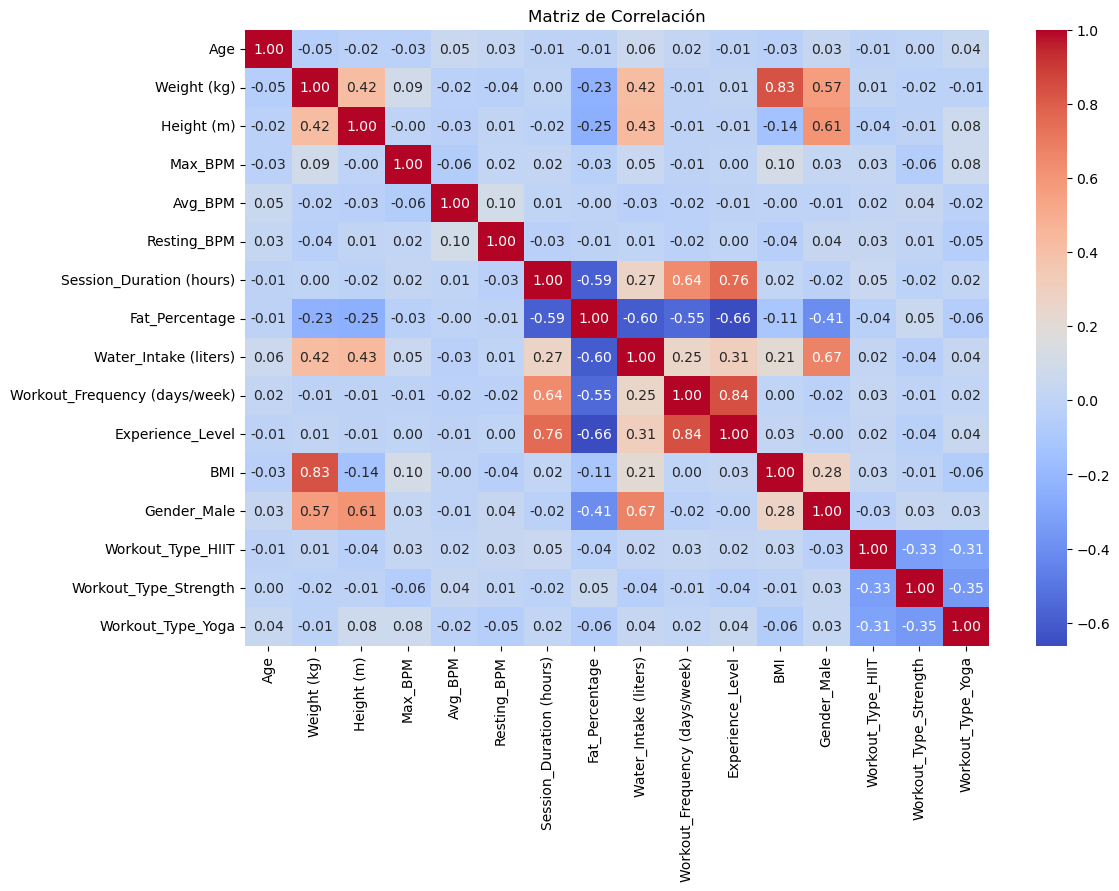 Matriz de Correlación
Age 1.00 -0.05 -0.02 -0.03 0.05 0.03 -0.01 -0.01 0.06 0.02 -0.01 -0.03 0.03 -0.01 0.00 0.04
Weight (kg) -0.05 1.00 0.42 0.09 -0.02 -0.04 0.00 -0.23 0.42 -0.01 0.01 0.83 0.57 0.01 -0.02 -0.01
Height (m) -0.02 0.42 1.00 -0.00 -0.03 0.01 -0.02 -0.25 0.43 -0.01 -0.01 -0.14 0.61 -0.04 -0.01 0.08
Max_BPM -0.03 0.09 -0.00 1.00 -0.06 0.02 0.02 -0.03 0.05 -0.01 0.00 0.10 0.03 0.03 -0.06 0.08
Avg_BPM 0.05 -0.02 -0.03 -0.06 1.00 0.10 0.01 -0.00 -0.03 -0.02 -0.01 -0.00 -0.01 0.02 0.04 -0.02
Resting_BPM 0.03 -0.04 0.01 0.02 0.10 1.00 -0.03 -0.01 0.01 -0.02 0.00 -0.04 0.04 0.03 0.01 -0.05
Session_Duration (hours) -0.01 0.00 -0.02 0.02 0.01 -0.03 1.00 -0.59 0.27 0.64 0.76 0.02 -0.02 0.05 -0.02 0.02
Fat_Percentage -0.01 -0.23 -0.25 -0.03 -0.00 -0.01 -0.59 1.00 -0.60 -0.55 -0.66 -0.11 -0.41 -0.04 0.05 -0.06
Water_Intake (liters) 0.06 0.42 0.43 0.05 -0.03 0.01 0.27 -0.60 1.00 0.25 0.31 0.21 0.67 0.02 -0.04 0.04
Workout_Frequency (days/week) 0.02 -0.01 -0.01 -0.01 -0.02 -0.02 0.64 -0.55 0.25 1.00 0.84 0.00 -0.02 0.03 -0.01 0.02
Experience_Level -0.01 0.01 -0.01 0.00 -0.01 0.00 0.76 -0.66 0.31 0.84 1.00 0.03 -0.00 0.02 -0.04 0.04
BMI -0.03 0.83 -0.14 0.10 -0.00 -0.04 0.02 -0.11 0.21 0.00 0.03 1.00 0.28 0.03 -0.01 -0.06
Gender_Male 0.03 0.57 0.61 0.03 -0.01 0.04 -0.02 -0.41 0.67 -0.02 -0.00 0.28 1.00 -0.03 0.03 0.03
Workout_Type_HIIT -0.01 0.01 -0.04 0.03 0.02 0.03 0.05 -0.04 0.02 0.03 0.02 0.03 -0.03 1.00 -0.33 -0.31
Workout_Type_Strength 0.00 -0.02 -0.01 -0.06 0.04 0.01 -0.02 0.05 -0.04 -0.01 -0.04 -0.01 0.03 -0.33 1.00 -0.35
Workout_Type_Yoga 0.04 -0.01 0.08 0.08 -0.02 -0.05 0.02 -0.06 0.04 0.02 0.04 -0.06 0.03 -0.31 -0.35 1.00
Age
Weight (kg)
Height (m)
Max_BPM
Avg_BPM
Resting_BPM
Session_Duration (hours)
Fat_Percentage
Water_Intake (liters)
Workout_Frequency (days/week)
Experience_Level
BMI
Gender_Male
Workout_Type_HIIT
Workout_Type_Strength
Workout_Type_Yoga
1.0
0.8
0.6
0.4
0.2
0.0
-0.2
-0.4
-0.6